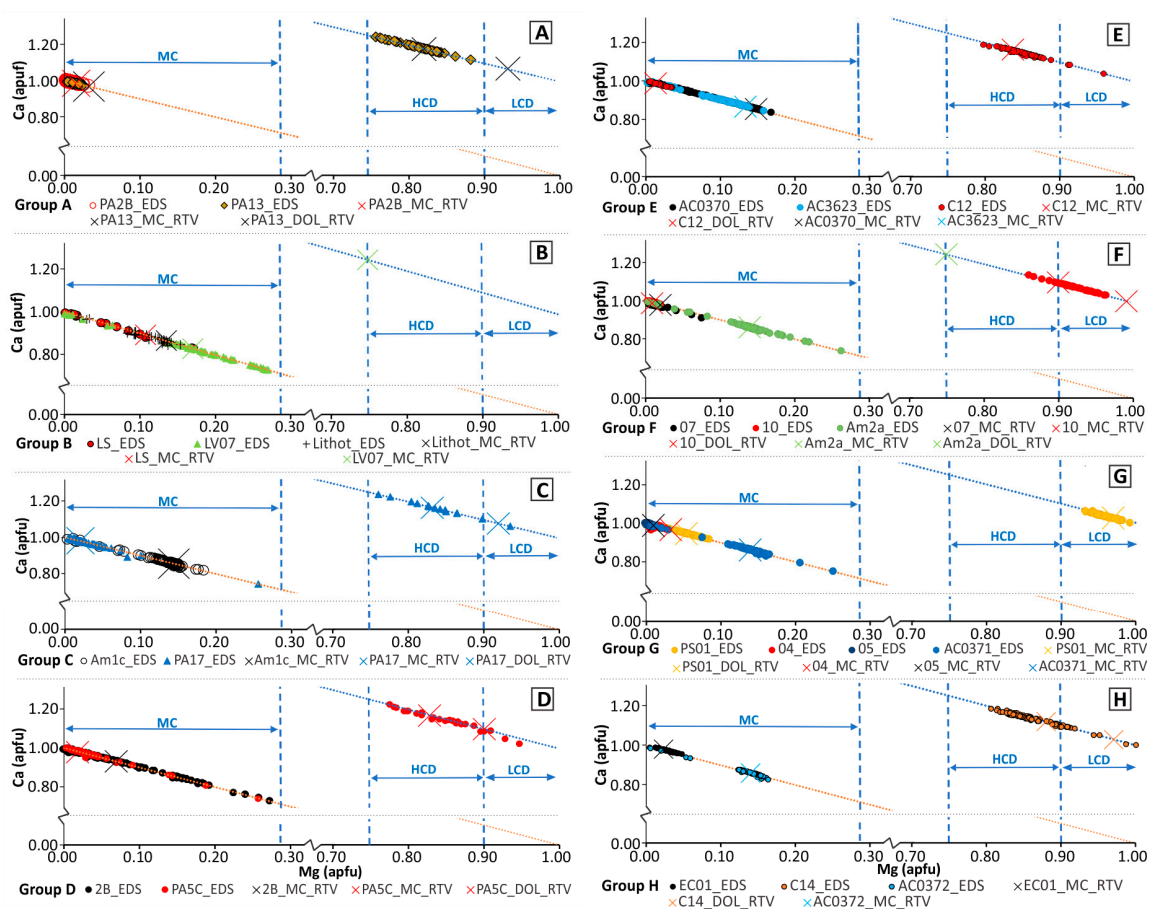 A
Ca (apuf)
1.20
1.00
0.80
0.00
MC
HCD
LCD
0.00 0.10 0.20 0.30 0.70 0.80 0.90 1.00
Group A PA2B_EDS PA13_EDS PA2B_MC_RTV
PA13_MC_RTV PA13_DOL_RTV
B
Ca (apuf)
1.20
1.00
0.80
0.00
MC
HCD
LCD
0.00 0.10 0.20 0.30 0.70 0.80 0.90 1.00
Group B LS_EDS LV07_EDS Lithot_EDS Lithot_MC_RTV
LS_MC_RTV LV07_MC_RTV
C
Ca (apfu)
1.20
1.00
0.80
0.00
MC
HCD
LCD
0.00 0.10 0.20 0.30 0.70 0.80 0.90 1.00
Group C Am1c_EDS PA17_EDS Am1c_MC_RTV PA17_MC_RTV PA17_DOL_RTV
D
Ca (apfu)
1.20
1.00
0.80
0.00
MC
HCD
LCD
0.00 0.10 0.20 0.30 0.70 0.80 0.90 1.00
Mg (apfu)
Group D 2B_EDS PA5C_EDS 2B_MC_RTV PA5C_MC_RTV PA5C_DOL_RTV
E
Ca (apfu)
1.20
1.00
0.80
0.00
MC
HCD
LCD
0.00 0.10 0.20 0.30 0.70 0.80 0.90 1.00
Group E AC0370_EDS AC3623_EDS C12_EDS C12_MC_RTV
C12_DOL_RTV AC0370_MC_RTV AC3623_MC_RTV
F
Ca (apfu)
1.20
1.00
0.80
0.00
MC
HCD
LCD
0.00 0.10 0.20 0.30 0.70 0.80 0.90 1.00
Group F 07_EDS 10_EDS Am2a_EDS 07_MC_RTV 10_MC_RTV
10_DOL_RTV Am2a_MC_RTV Am2a_DOL_RTV
G
Ca (apfu)
1.20
1.00
0.80
0.00
MC
HCD
LCD
0.00 0.10 0.20 0.30 0.70 0.80 0.90 1.00
Group G PS01_EDS 04_EDS 05_EDS AC0371_EDS PS01_MC_RTV
PS01_DOL_RTV 04_MC_RTV 05_MC_RTV AC0371_MC_RTV
H
Ca (apfu)
1.20
1.00
0.80
0.00
MC
HCD
LCD
0.00 0.10 0.20 0.30 0.70 0.80 0.90 1.00
Mg (apfu)
Group H EC01_EDS C14_EDS AC0372_EDS EC01_MC_RTV
C14_DOL_RTV AC0372_MC_RTV